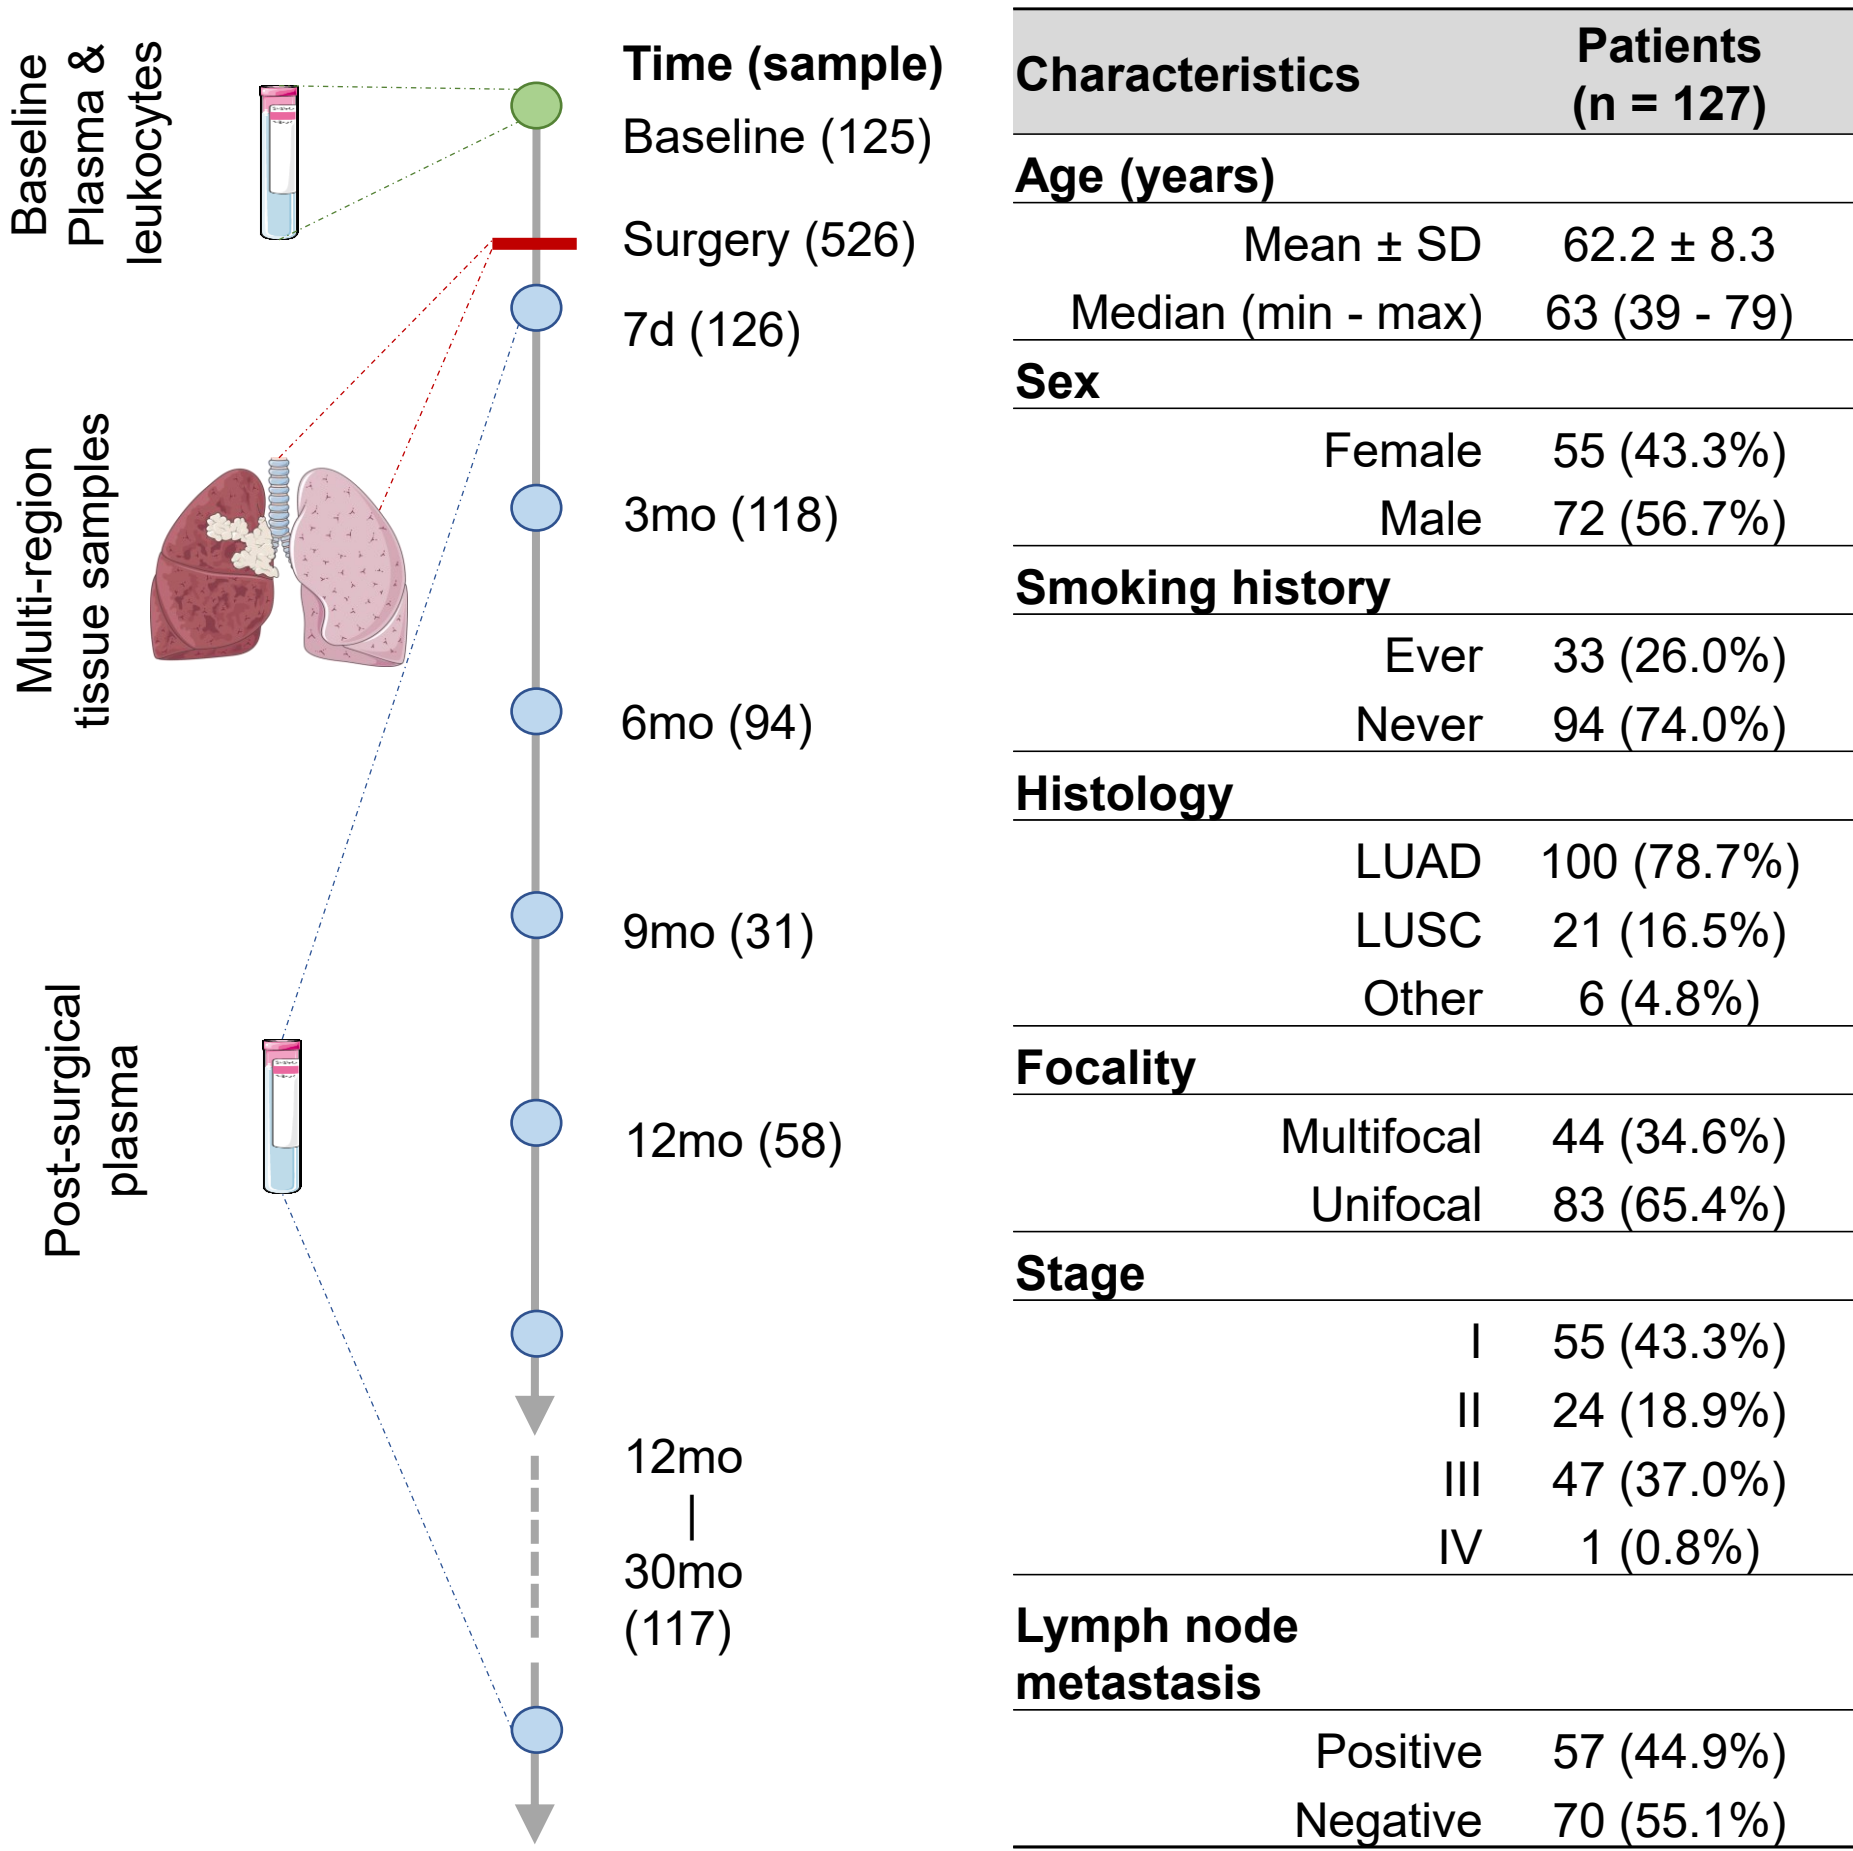 Baseline
Plasma &
leukocytes
Multi-region
tissue samples
Post-surgical
plasma
Time (sample)
Baseline (125)
Surgery (526)
7d (126)
3mo (118)
6mo (94)
9mo (31)
12mo (58)
12mo
|
30mo
(117)
Characteristics Patients
(n = 127)
Age (years)
Mean ± SD 62.2 ± 8.3
Median (min - max) 63 (39 - 79)
Sex
Female 55 (43.3%)
Male 72 (56.7%)
Smoking history
Ever 33 (26.0%)
Never 94 (74.0%)
Histology
LUAD 100 (78.7%)
LUSC 21 (16.5%)
Other 6 (4.8%)
Focality
Multifocal 44 (34.6%)
Unifocal 83 (65.4%)
Stage
I 55 (43.3%)
II 24 (18.9%)
III 47 (37.0%)
IV 1 (0.8%)
Lymph node
metastasis
Positive 57 (44.9%)
Negative 70 (55.1%)